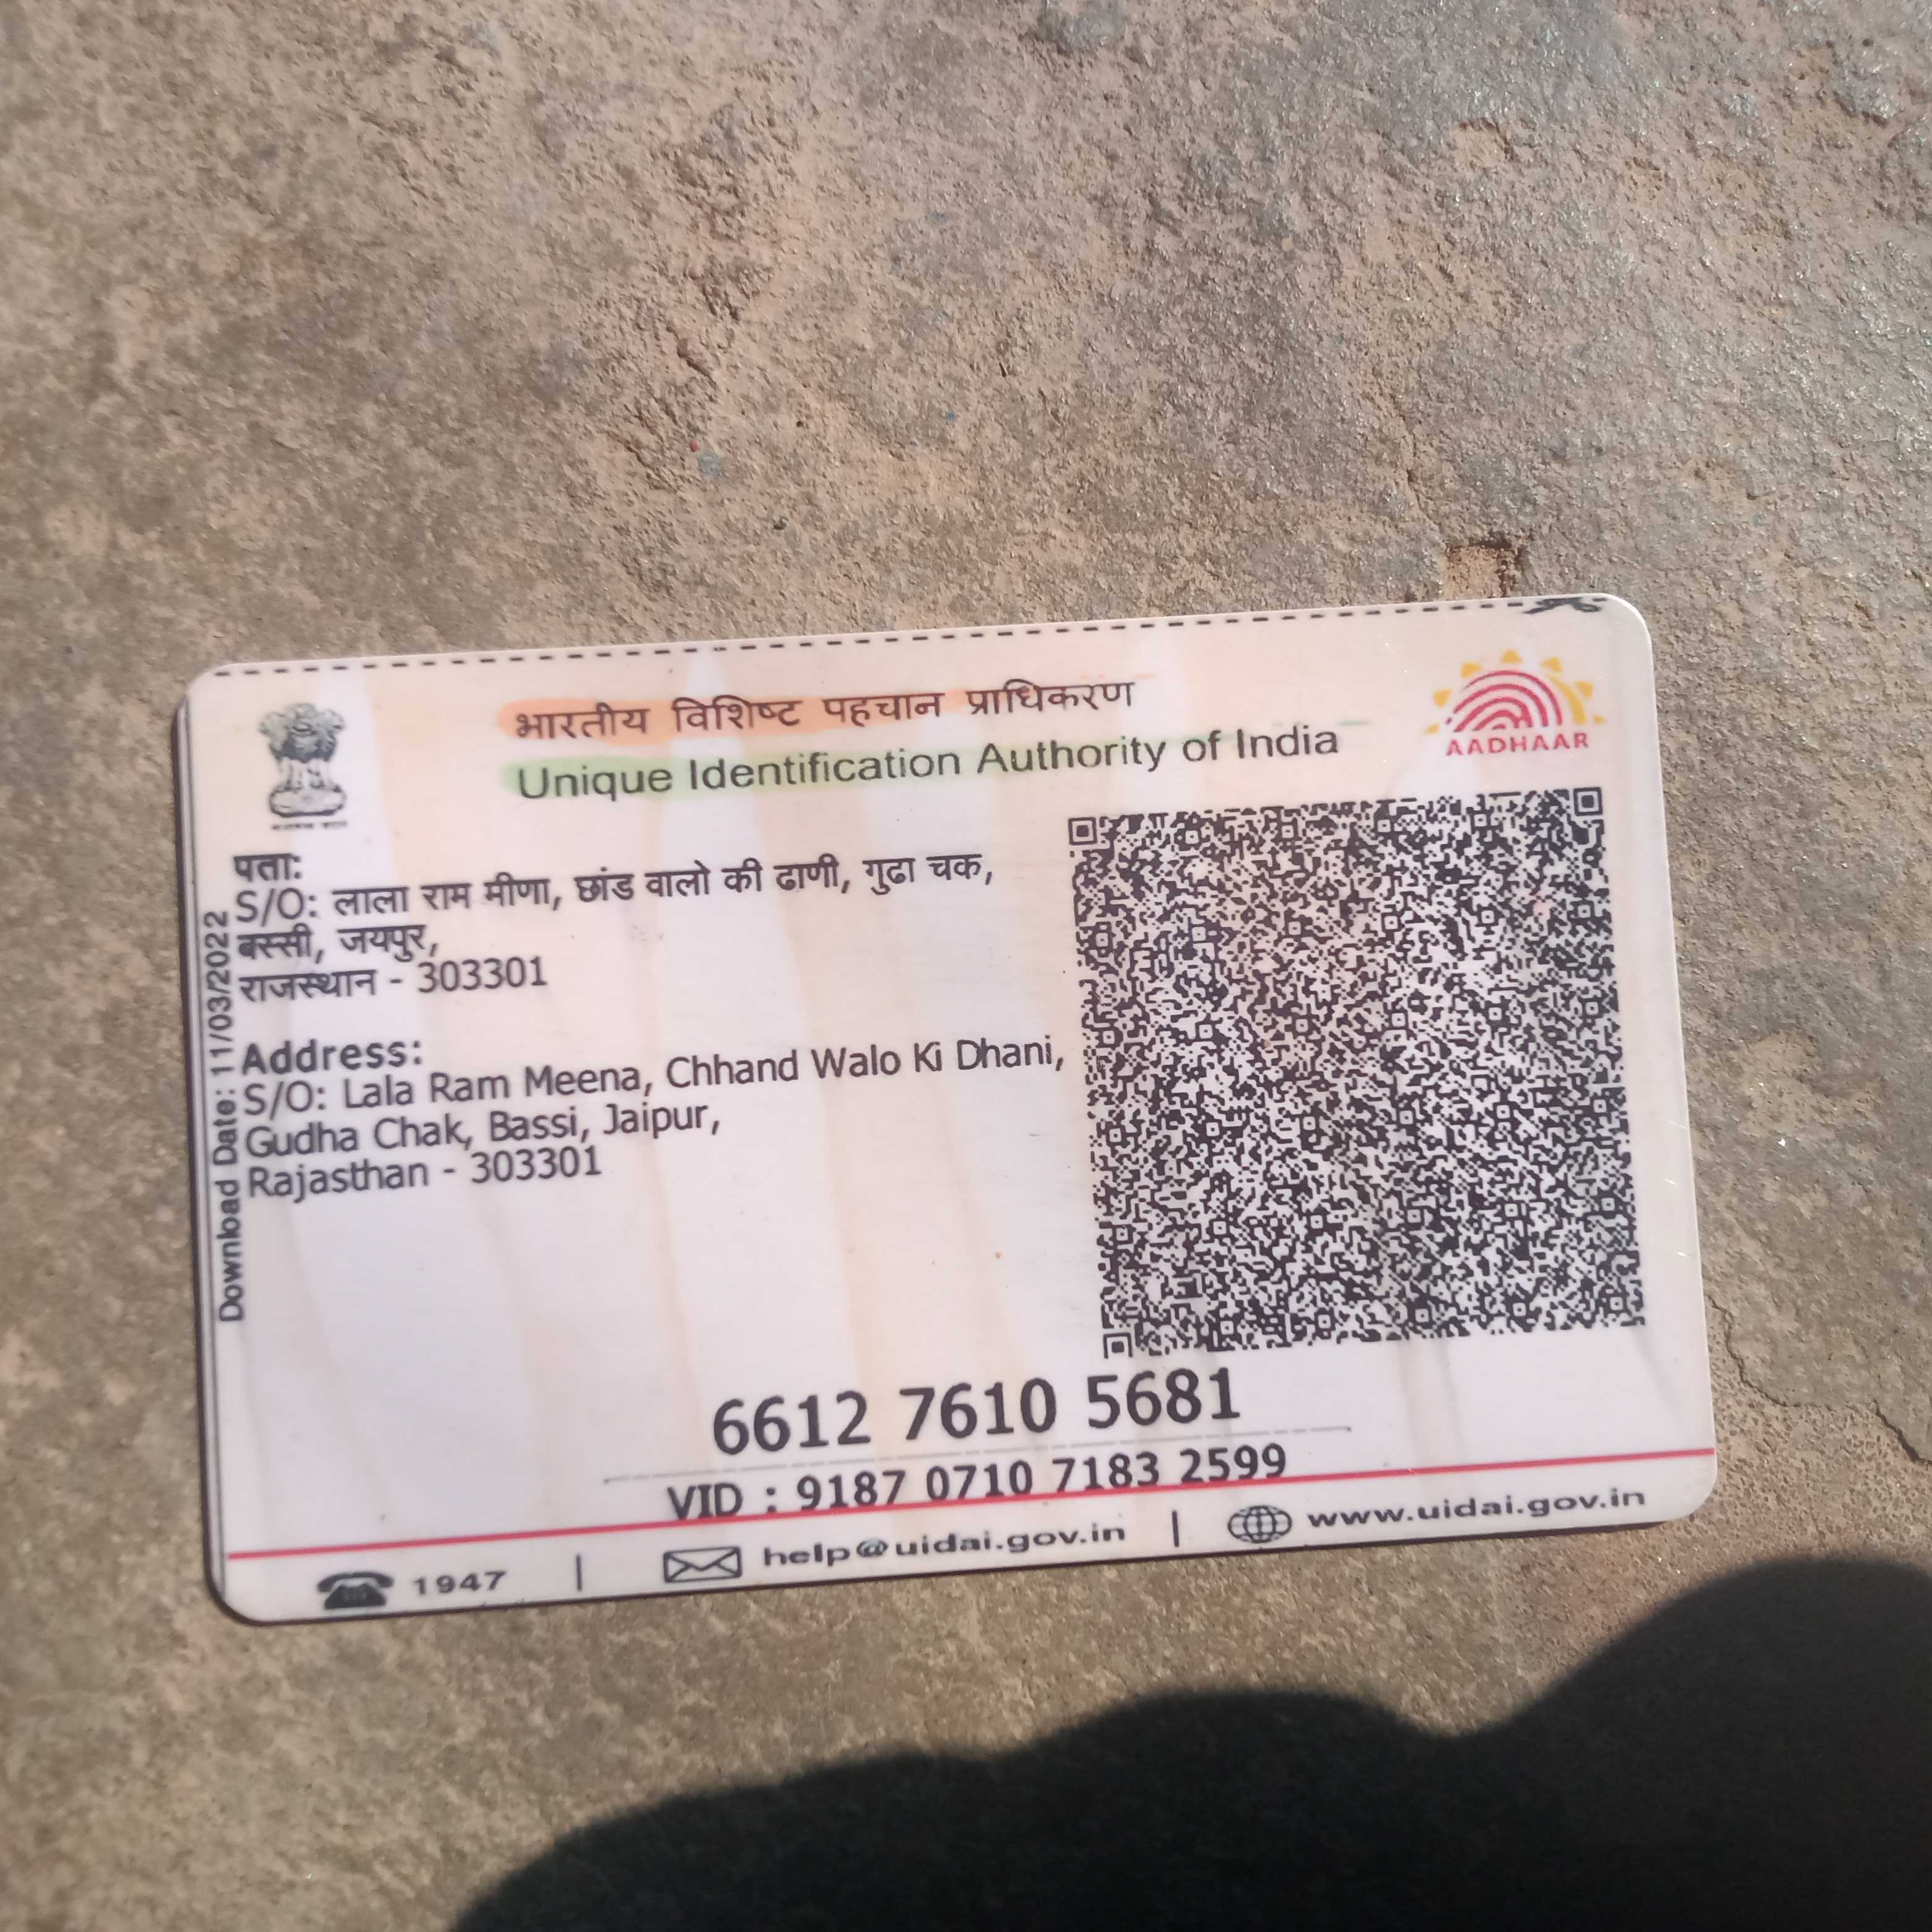 भारतीय विशिष्ट पहचान प्राधिकरण
Unique Identification Authority of India
AADHAAR
पता:
S/O: लाला राम मीणा, छांड वालो की ढाणी, गुढा चक,
बस्सी, जयपुर,
राजस्थान - 303301
Address:
S/O: Lala Ram Meena, Chhand Walo Ki Dhani,
Gudha Chak, Bassi, Jaipur,
Rajasthan - 303301
Download Date: 11/03/2022
6612 7610 5681
VID : 9187 0710 7183 2599
1947 | help@uidai.gov.in | www.uidai.gov.in